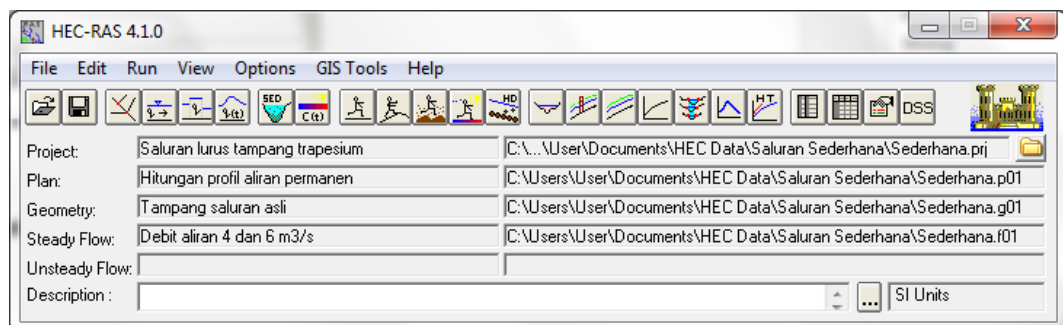 HEC-RAS 4.1.0
File Edit Run View Options GIS Tools Help
SED C(t) HD HT DSS
Project: Saluran lurus tampang trapesium C:\...\User\Documents\HEC Data\Saluran Sederhana\Sederhana.prj
Plan: Hitungan profil aliran permanen C:\Users\User\Documents\HEC Data\Saluran Sederhana\Sederhana.p01
Geometry: Tampang saluran asli C:\Users\User\Documents\HEC Data\Saluran Sederhana\Sederhana.g01
Steady Flow: Debit aliran 4 dan 6 m3/s C:\Users\User\Documents\HEC Data\Saluran Sederhana\Sederhana.f01
Unsteady Flow:
Description : ... SI Units